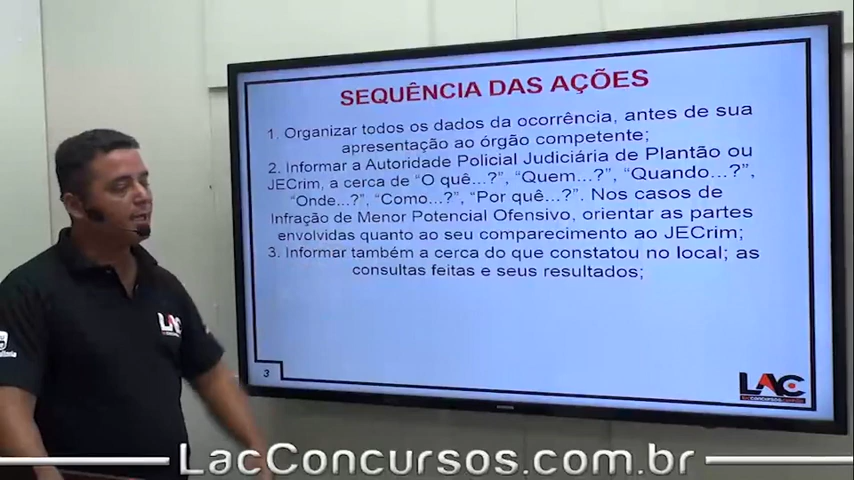 SEQUÊNCIA DAS AÇÕES
1. Organizar todos os dados da ocorrência, antes de sua
apresentação ao órgão competente;
2. Informar a Autoridade Policial Judiciária de Plantão ou
JECrim, a cerca de “O quê...?”, “Quem...?”, “Quando...?”,
“Onde...?”, “Como...?”, “Por quê...?”. Nos casos de
Infração de Menor Potencial Ofensivo, orientar as partes
envolvidas quanto ao seu comparecimento ao JECrim;
3. Informar também a cerca do que constatou no local; as
consultas feitas e seus resultados;
3
LAC
LAC
LacConcursos.com.br